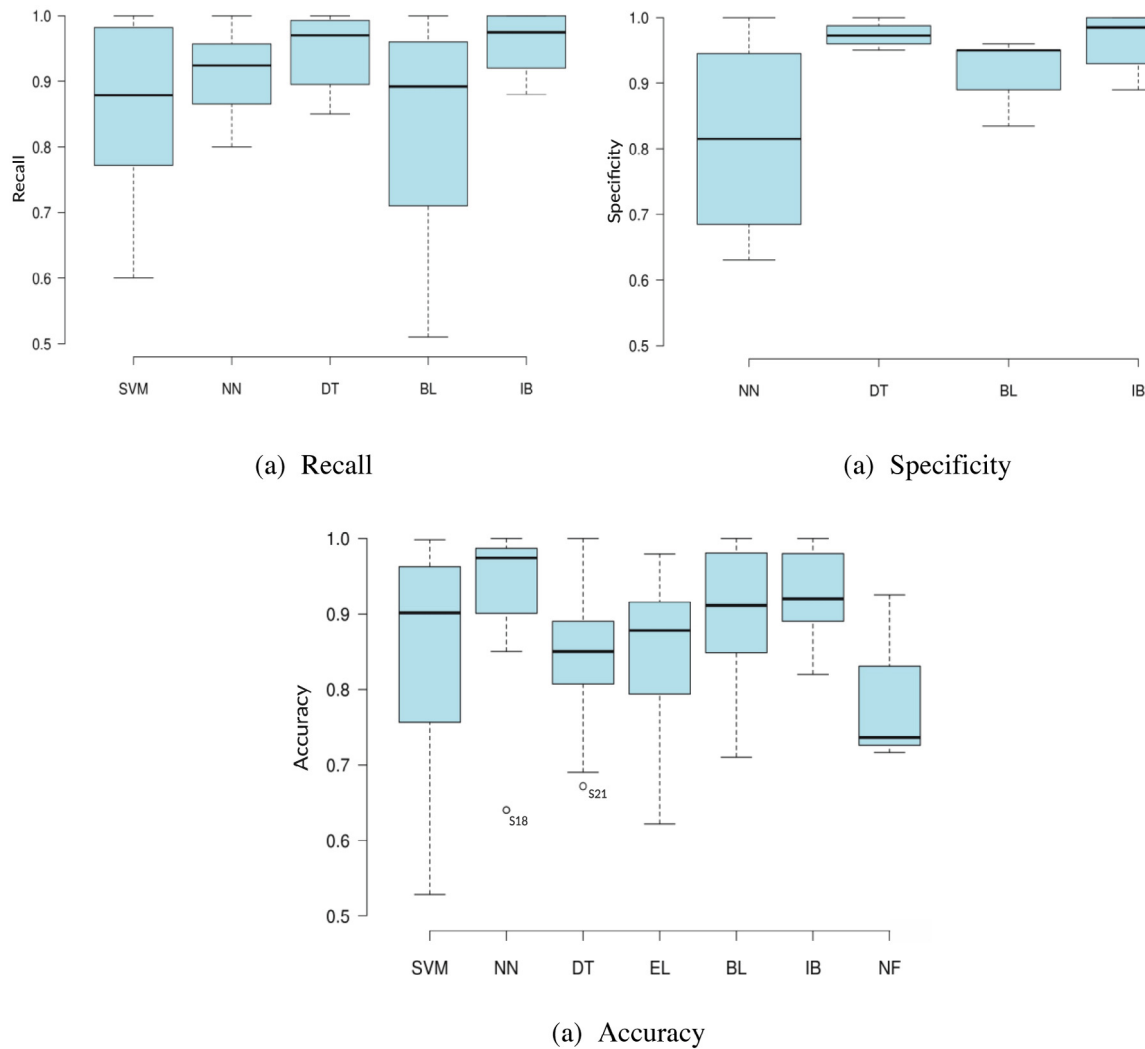 1.0
0.9
0.8
0.7
0.6
0.5
Recall
SVM NN DT BL IB
(a) Recall
1.0
0.9
0.8
0.7
0.6
0.5
Specificity
NN DT BL IB
(a) Specificity
1.0
0.9
0.8
0.7
0.6
0.5
Accuracy
S18
S21
SVM NN DT EL BL IB NF
(a) Accuracy